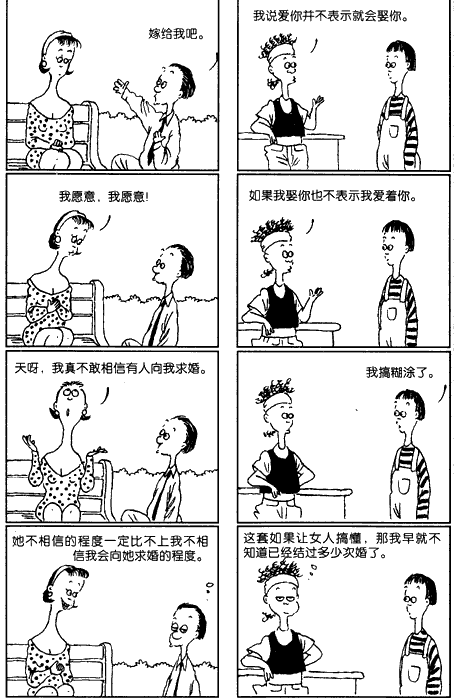 嫁给我吧。
我愿意，我愿意!
天呀，我真不敢相信有人向我求婚。
她不相信的程度一定比不上我不相
信我会向她求婚的程度。
我说爱你并不表示就会娶你。
如果我娶你也不表示我爱着你。
我搞糊涂了。
这套如果让女人搞懂，那我早就不
知道已经结过多少次婚了。